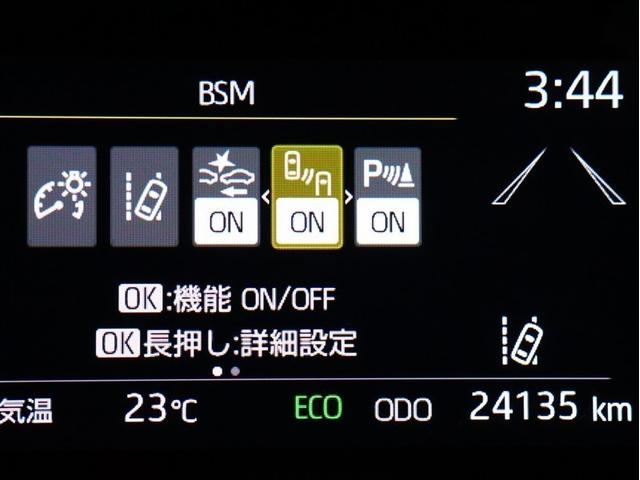 BSM 3:44
ON ON P ON
OK:機能 ON/OFF
OK長押し:詳細設定
気温 23℃ ECO ODO 24135 km